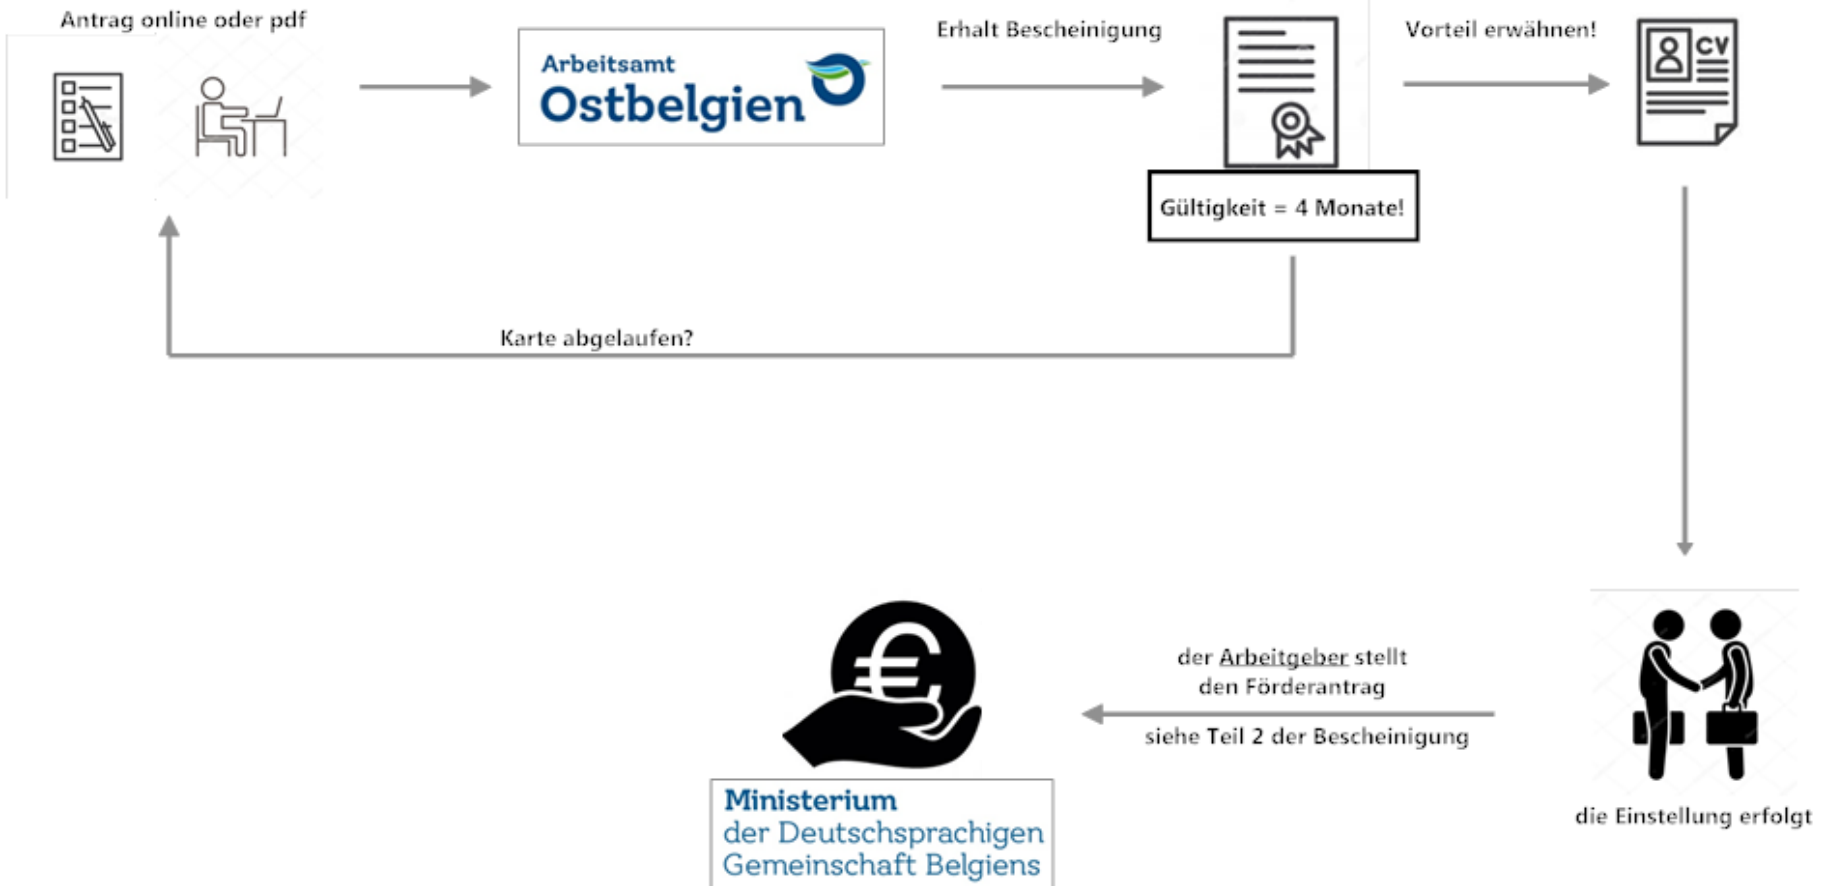 Antrag online oder pdf
Arbeitsamt
Ostbelgien
Erhalt Bescheinigung
Gültigkeit = 4 Monate!
Vorteil erwähnen!
CV
Karte abgelaufen?
die Einstellung erfolgt
der Arbeitgeber stellt
den Förderantrag
siehe Teil 2 der Bescheinigung
Ministerium
der Deutschsprachigen
Gemeinschaft Belgiens